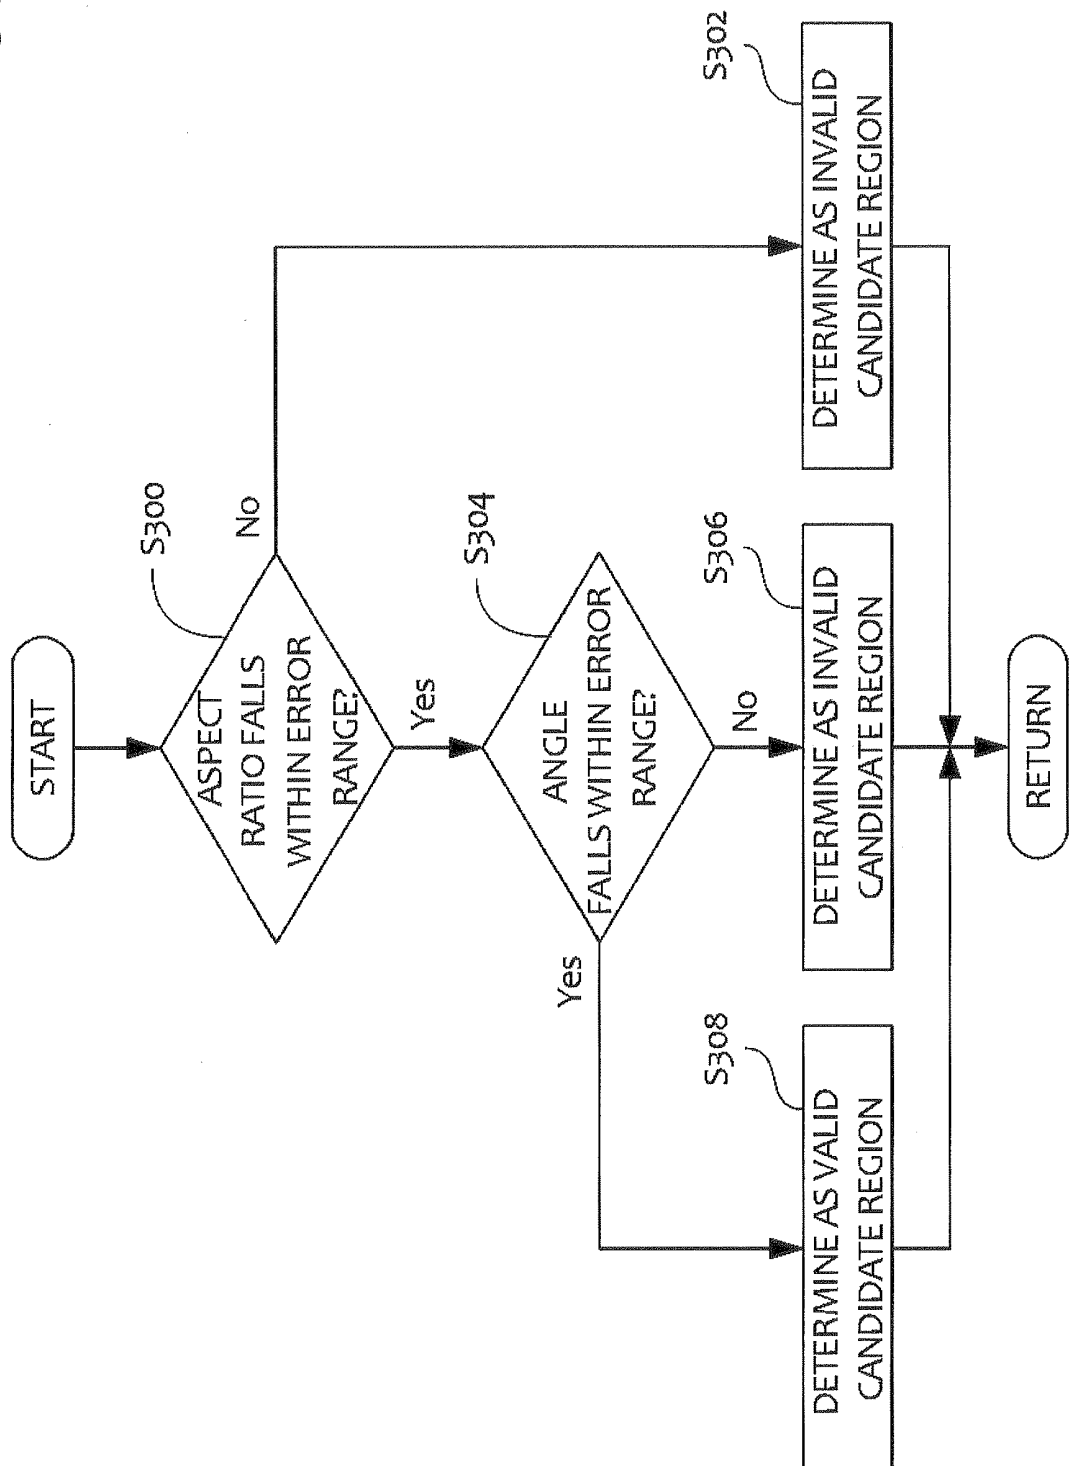 START
S300
ASPECT
RATIO FALLS
WITHIN ERROR
RANGE?
No
Yes
S304
ANGLE
FALLS WITHIN ERROR
RANGE?
Yes
No
S308
DETERMINE AS VALID
CANDIDATE REGION
S306
DETERMINE AS INVALID
CANDIDATE REGION
S302
DETERMINE AS INVALID
CANDIDATE REGION
RETURN